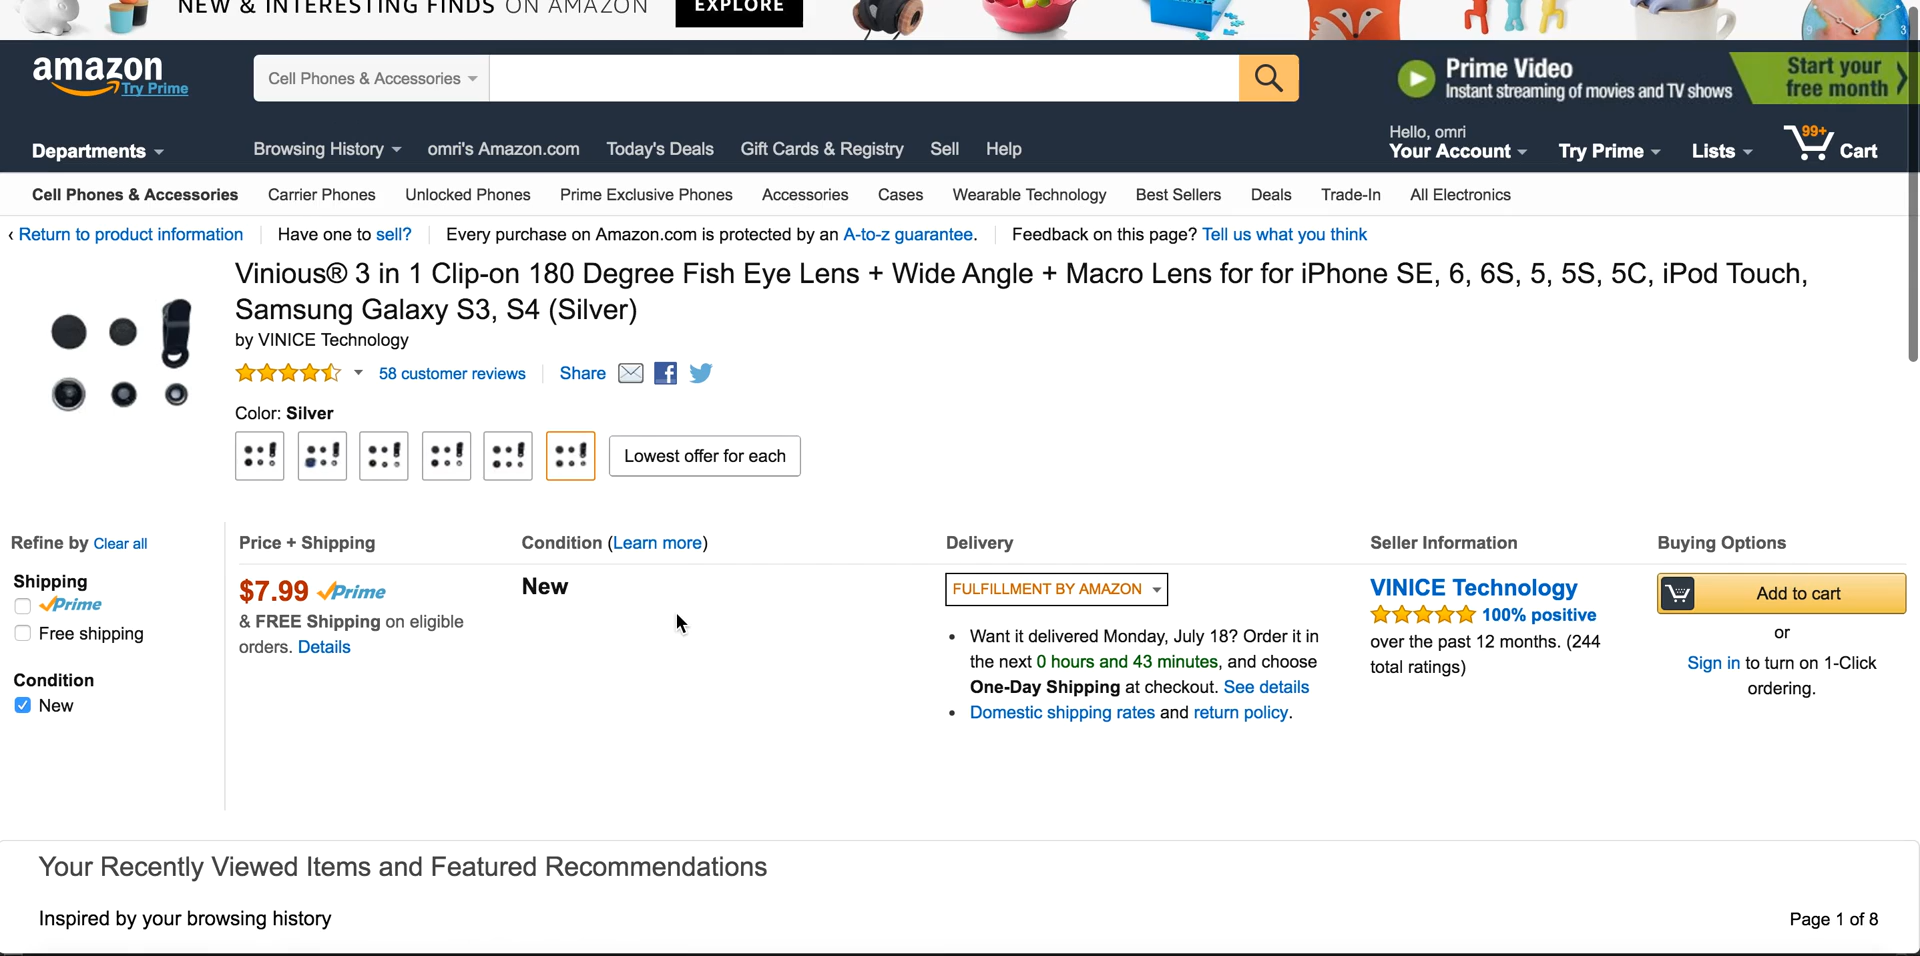 NEW & INTERESTING FINDS ON AMAZON EXPLORE
amazon
Try Prime
Cell Phones & Accessories
Prime Video
Instant streaming of movies and TV shows
Start your
free month
Departments
Browsing History
omri's Amazon.com
Today's Deals
Gift Cards & Registry
Sell
Help
Hello, omri
Your Account
Try Prime
Lists
99+
Cart
Cell Phones & Accessories Carrier Phones Unlocked Phones Prime Exclusive Phones Accessories Cases Wearable Technology Best Sellers Deals Trade-In All Electronics
‹ Return to product information Have one to sell? Every purchase on Amazon.com is protected by an A-to-z guarantee. Feedback on this page? Tell us what you think
Vinious® 3 in 1 Clip-on 180 Degree Fish Eye Lens + Wide Angle + Macro Lens for for iPhone SE, 6, 6S, 5, 5S, 5C, iPod Touch,
Samsung Galaxy S3, S4 (Silver)
by VINICE Technology
58 customer reviews Share
Color: Silver
Lowest offer for each
Refine by Clear all
Shipping
Prime
Free shipping
Condition
New
Price + Shipping
$7.99 Prime
& FREE Shipping on eligible
orders. Details
Condition (Learn more)
New
Delivery
FULFILLMENT BY AMAZON
• Want it delivered Monday, July 18? Order it in
the next 0 hours and 43 minutes, and choose
One-Day Shipping at checkout. See details
• Domestic shipping rates and return policy.
Seller Information
VINICE Technology
100% positive
over the past 12 months. (244
total ratings)
Buying Options
Add to cart
or
Sign in to turn on 1-Click
ordering.
Your Recently Viewed Items and Featured Recommendations
Inspired by your browsing history
Page 1 of 8